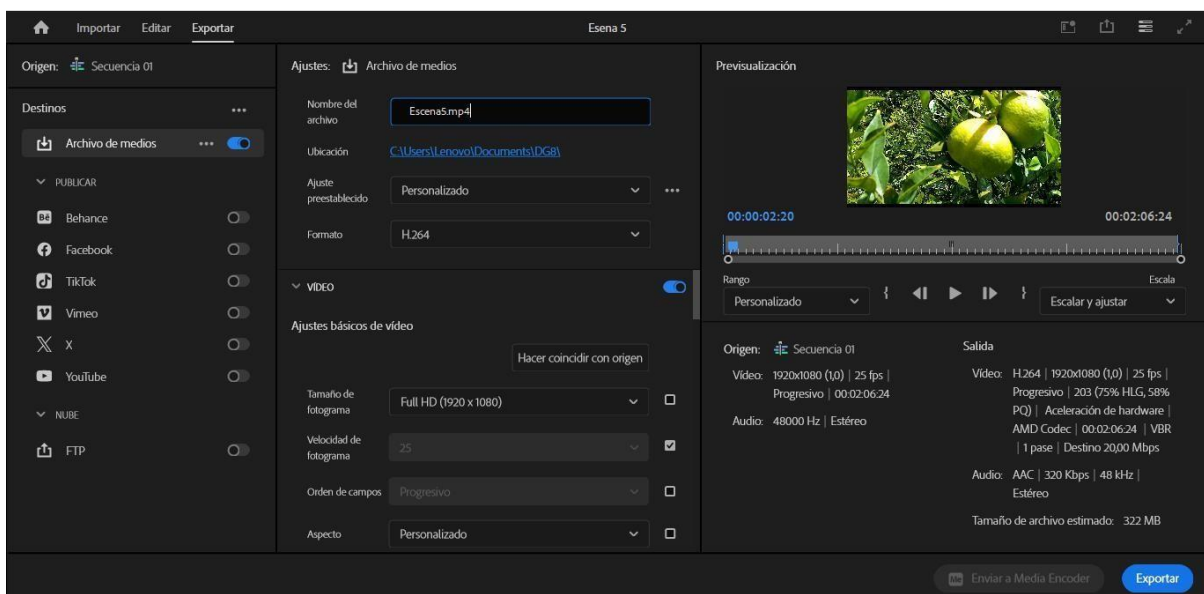 Importar Editar Exportar
Esena 5
Origen: Secuencia 01
Destinos
Archivo de medios
PUBLICAR
Behance
Facebook
TikTok
Vimeo
X
YouTube
NUBE
FTP
Ajustes: Archivo de medios
Nombre del
archivo
Escena5.mp4
Ubicación
C:\Users\Lenovo\Documents\DG8\
Ajuste
preestablecido
Personalizado
Formato
H.264
VÍDEO
Ajustes básicos de vídeo
Hacer coincidir con origen
Tamaño de
fotograma
Full HD (1920 x 1080)
Velocidad de
fotograma
25
Orden de campos
Progresivo
Aspecto
Personalizado
Previsualización
00:00:02:20
00:02:06:24
Rango
Personalizado
Escala
Escalar y ajustar
Origen: Secuencia 01
Vídeo: 1920x1080 (1,0) | 25 fps |
Progresivo | 00:02:06:24
Audio: 48000 Hz | Estéreo
Salida
Vídeo: H.264 | 1920x1080 (1,0) | 25 fps |
Progresivo | 203 (75% HLG, 58%
PQ) | Aceleración de hardware |
AMD Codec | 00:02:06:24 | VBR
| 1 pase | Destino 20,00 Mbps
Audio: AAC | 320 Kbps | 48 kHz |
Estéreo
Tamaño de archivo estimado: 322 MB
Me Enviar a Media Encoder
Exportar